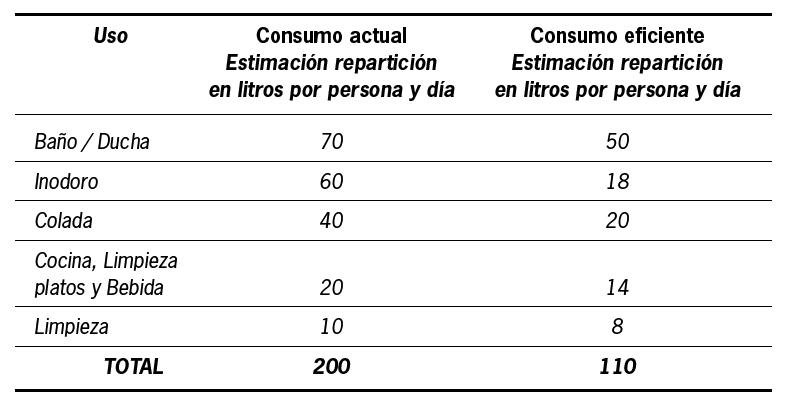 Uso Consumo actual Consumo eficiente
Estimación repartición Estimación repartición
en litros por persona y día en litros por persona y día
Baño / Ducha 70 50
Inodoro 60 18
Colada 40 20
Cocina, Limpieza
platos y Bebida 20 14
Limpieza 10 8
TOTAL 200 110